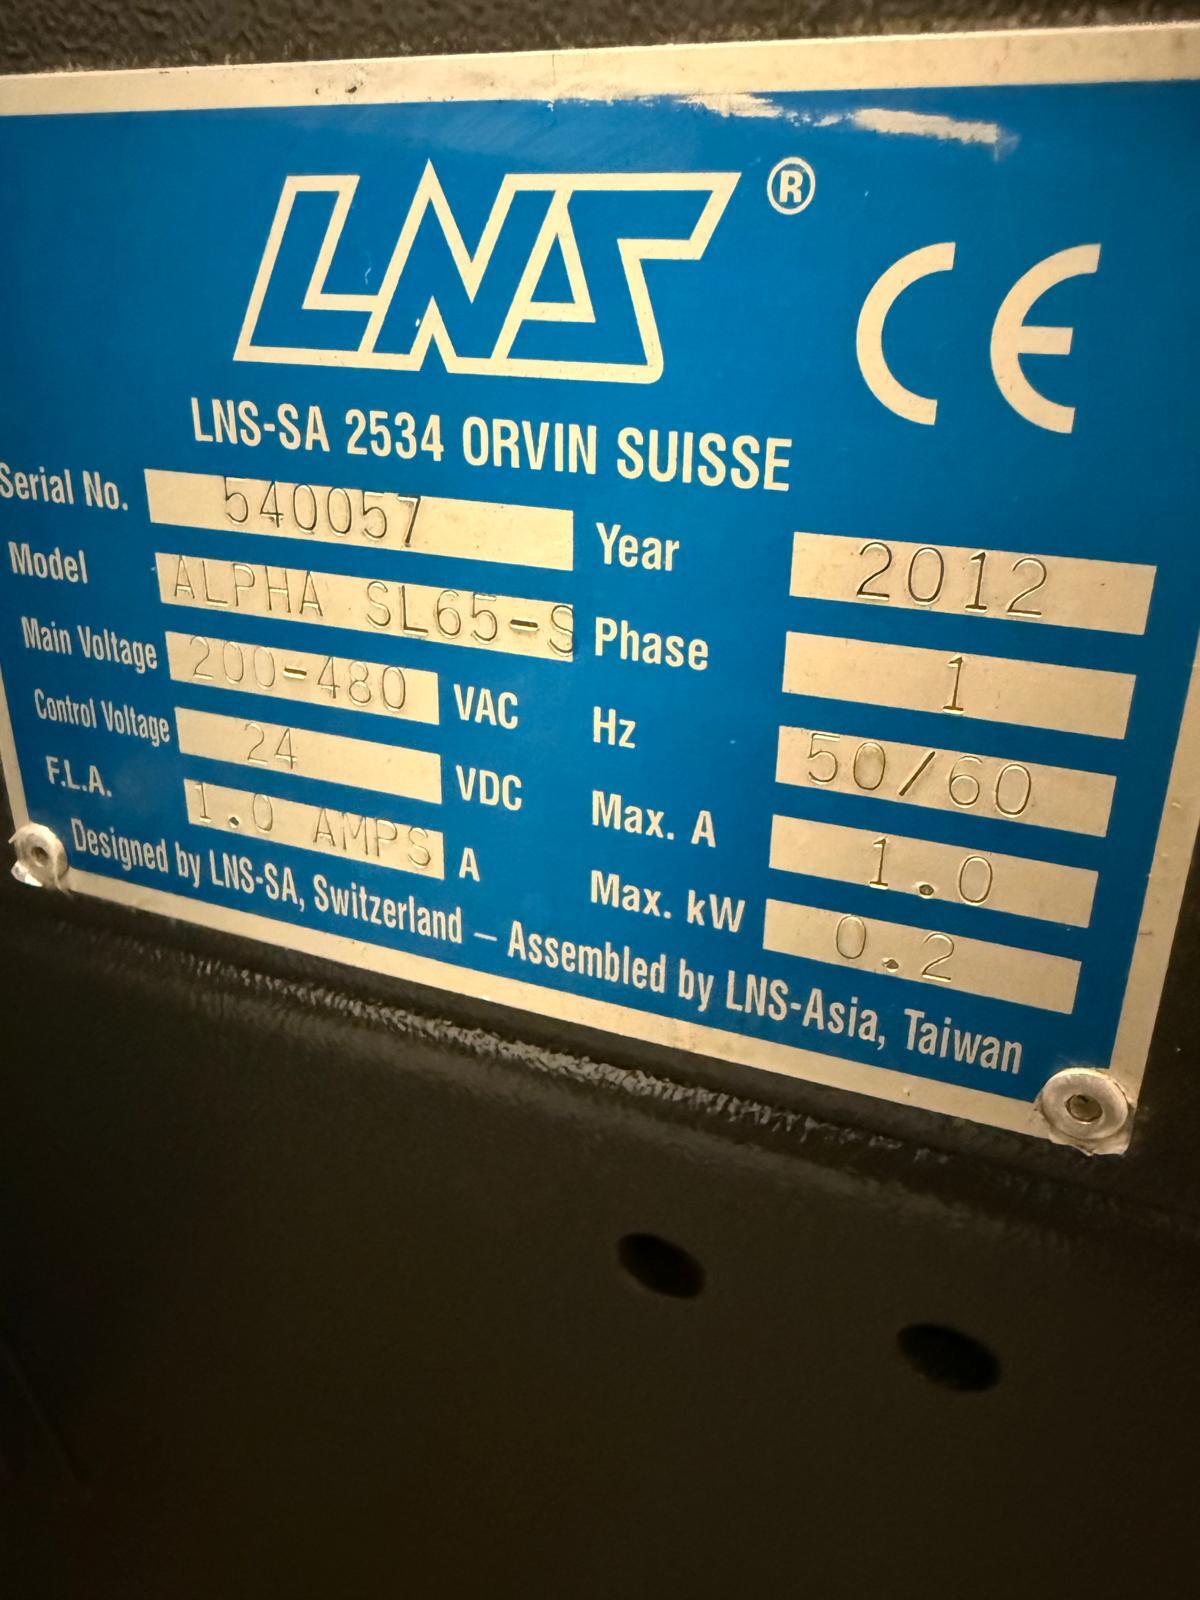 LNS ®
CE
LNS-SA 2534 ORVIN SUISSE
Serial No. 540057
Year 2012
Model ALPHA SL65-S
Phase 1
Main Voltage 200-480 VAC
Hz 50/60
Control Voltage 24 VDC
Max. A 1.0
F.L.A. 1.0 AMPS A
Max. kW 0.2
Designed by LNS-SA, Switzerland – Assembled by LNS-Asia, Taiwan